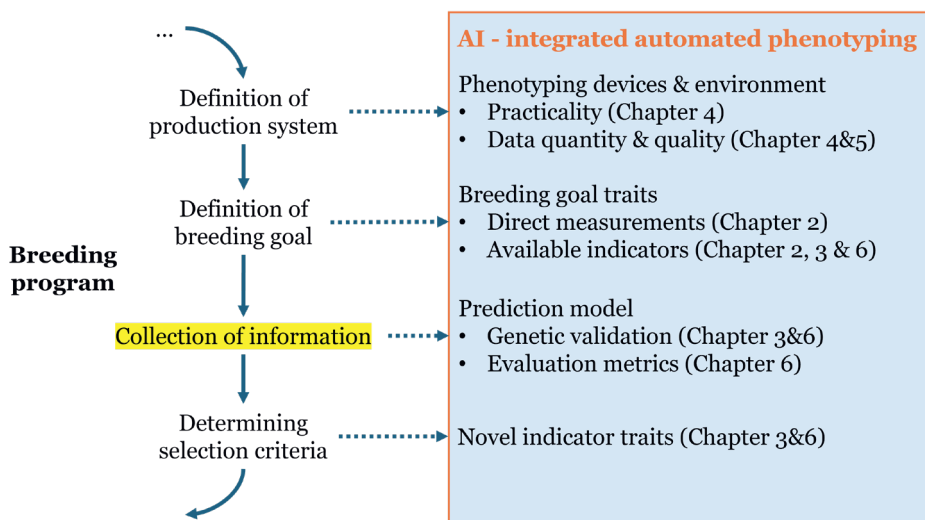 ...
Definition of
production system
Definition of
breeding goal
Breeding
program
Collection of information
Determining
selection criteria
AI - integrated automated phenotyping
Phenotyping devices & environment
• Practicality (Chapter 4)
• Data quantity & quality (Chapter 4&5)
Breeding goal traits
• Direct measurements (Chapter 2)
• Available indicators (Chapter 2, 3 & 6)
Prediction model
• Genetic validation (Chapter 3&6)
• Evaluation metrics (Chapter 6)
Novel indicator traits (Chapter 3&6)